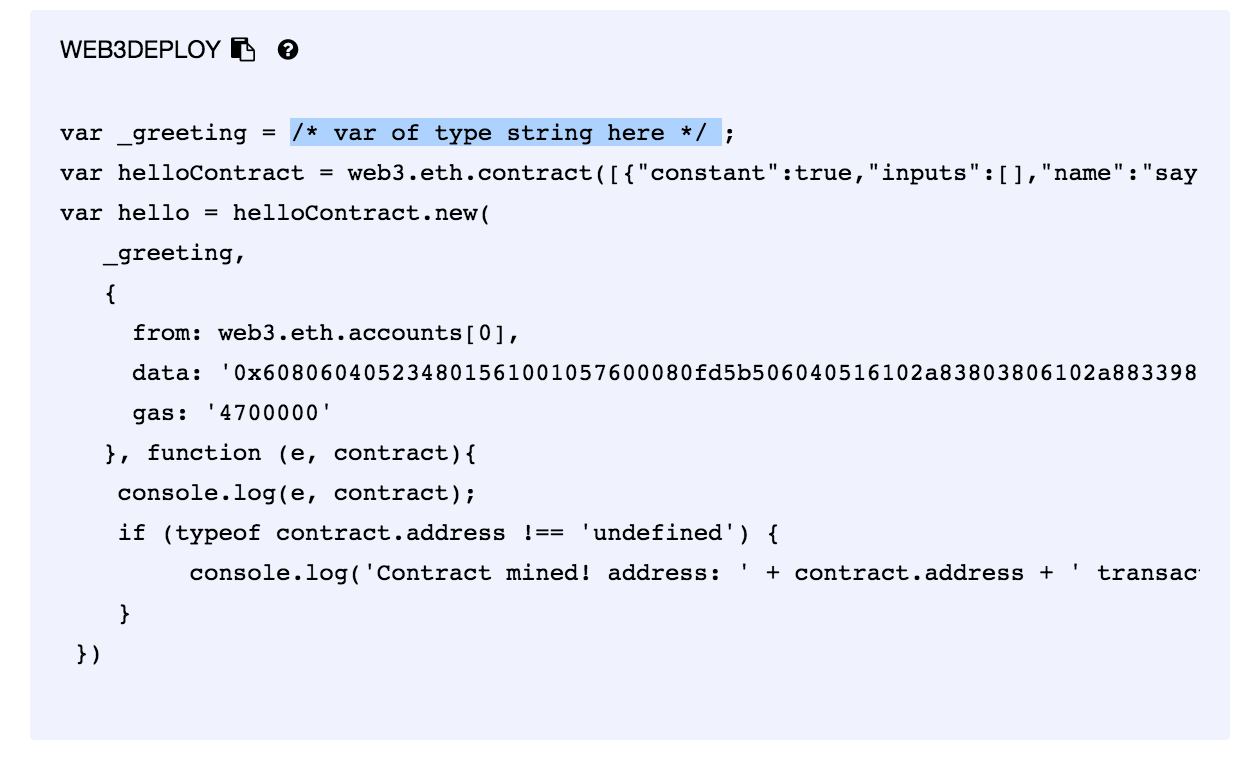 WEB3DEPLOY
var _greeting = /* var of type string here */ ;
var helloContract = web3.eth.contract([{"constant":true,"inputs":[],"name":"say
var hello = helloContract.new(
_greeting,
{
from: web3.eth.accounts[0],
data: '0x608060405234801561001057600080fd5b506040516102a83803806102a883398
gas: '4700000'
}, function (e, contract){
console.log(e, contract);
if (typeof contract.address !== 'undefined') {
console.log('Contract mined! address: ' + contract.address + ' transac
}
})